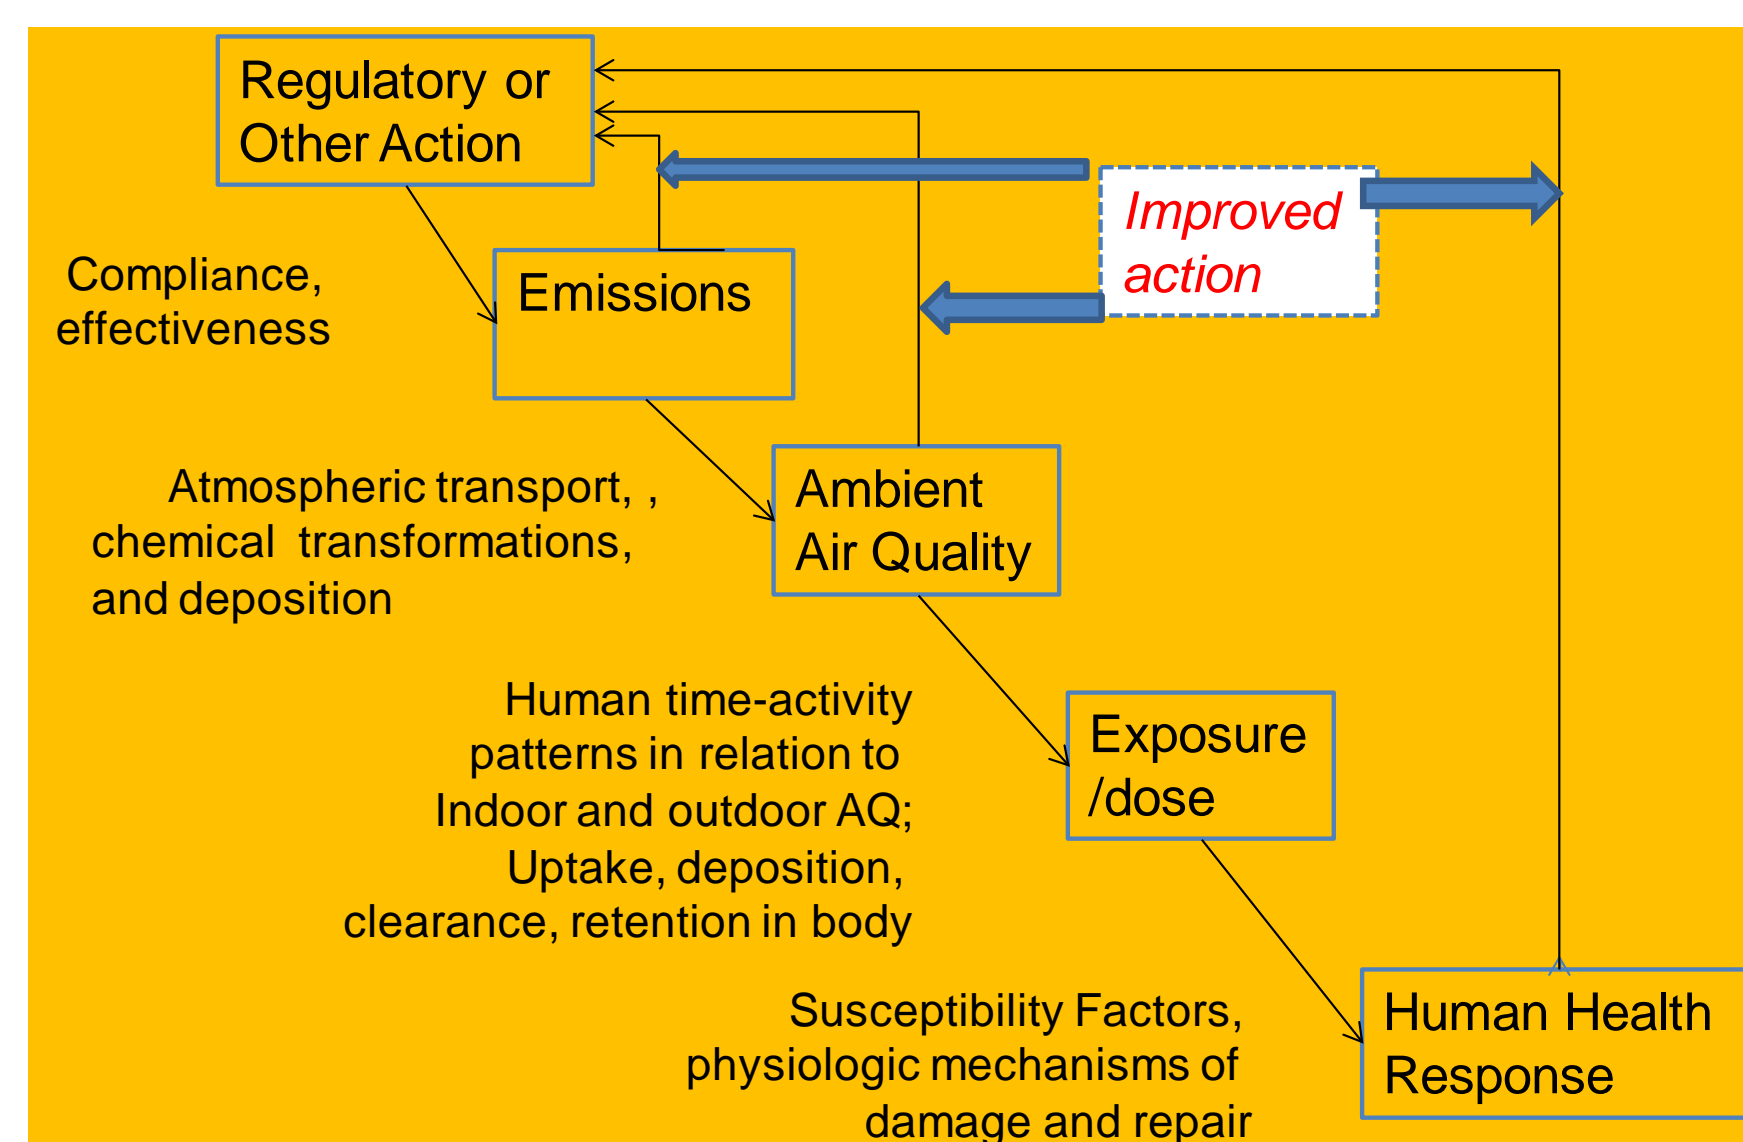 Regulatory or
Other Action
Improved
action
Compliance,
effectiveness
Emissions
Atmospheric transport, ,
chemical transformations,
and deposition
Ambient
Air Quality
Human time-activity
patterns in relation to
Indoor and outdoor AQ;
Uptake, deposition,
clearance, retention in body
Exposure
/dose
Susceptibility Factors,
physiologic mechanisms of
damage and repair
Human Health
Response